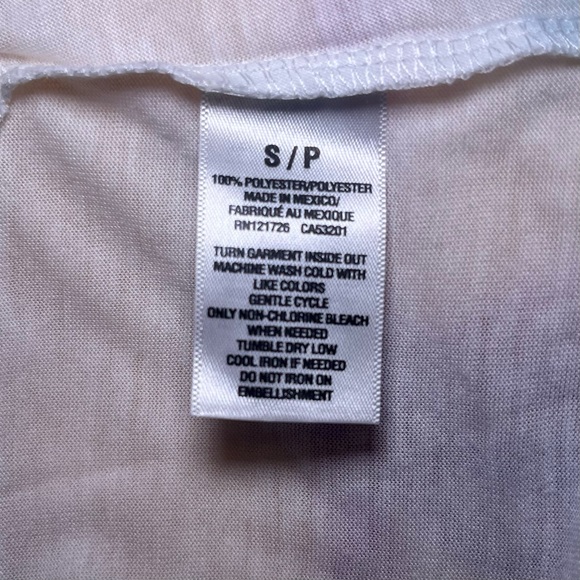 S / P
100% POLYESTER/POLYESTER
MADE IN MEXICO/
FABRIQUÉ AU MEXIQUE
RN121726 CA53201
TURN GARMENT INSIDE OUT
MACHINE WASH COLD WITH
LIKE COLORS
GENTLE CYCLE
ONLY NON-CHLORINE BLEACH
WHEN NEEDED
TUMBLE DRY LOW
COOL IRON IF NEEDED
DO NOT IRON ON
EMBELLISHMENT